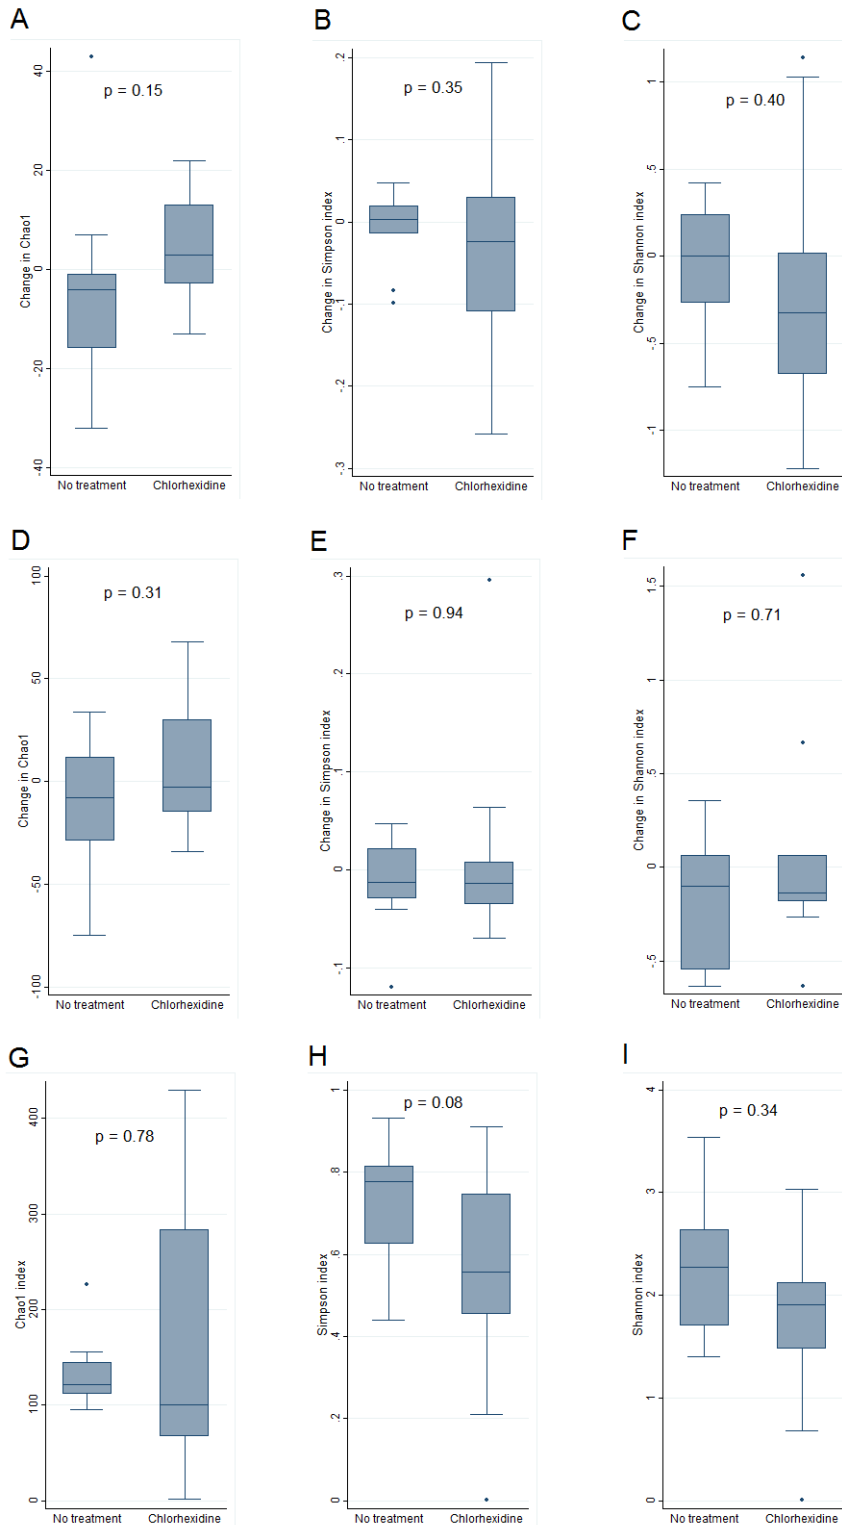 A
B
C
p = 0.15
p = 0.35
p = 0.40
Change in Chao1
40
20
0
-20
-40
No treatment
Chlorhexidine
Change in Simpson index
.2
.1
0
-.1
-.2
-.3
No treatment
Chlorhexidine
Change in Shannon index
1
.5
0
-.5
-1
No treatment
Chlorhexidine
D
E
F
p = 0.31
p = 0.94
p = 0.71
Change in Chao1
100
50
0
-50
-100
No treatment
Chlorhexidine
Change in Simpson index
.3
.2
.1
0
-.1
No treatment
Chlorhexidine
Change in Shannon index
1.5
1
.5
0
-.5
No treatment
Chlorhexidine
G
H
I
p = 0.78
p = 0.08
p = 0.34
Chao1 index
400
300
200
100
0
No treatment
Chlorhexidine
Simpson index
1
.8
.6
.4
.2
0
No treatment
Chlorhexidine
Shannon index
4
3
2
1
0
No treatment
Chlorhexidine